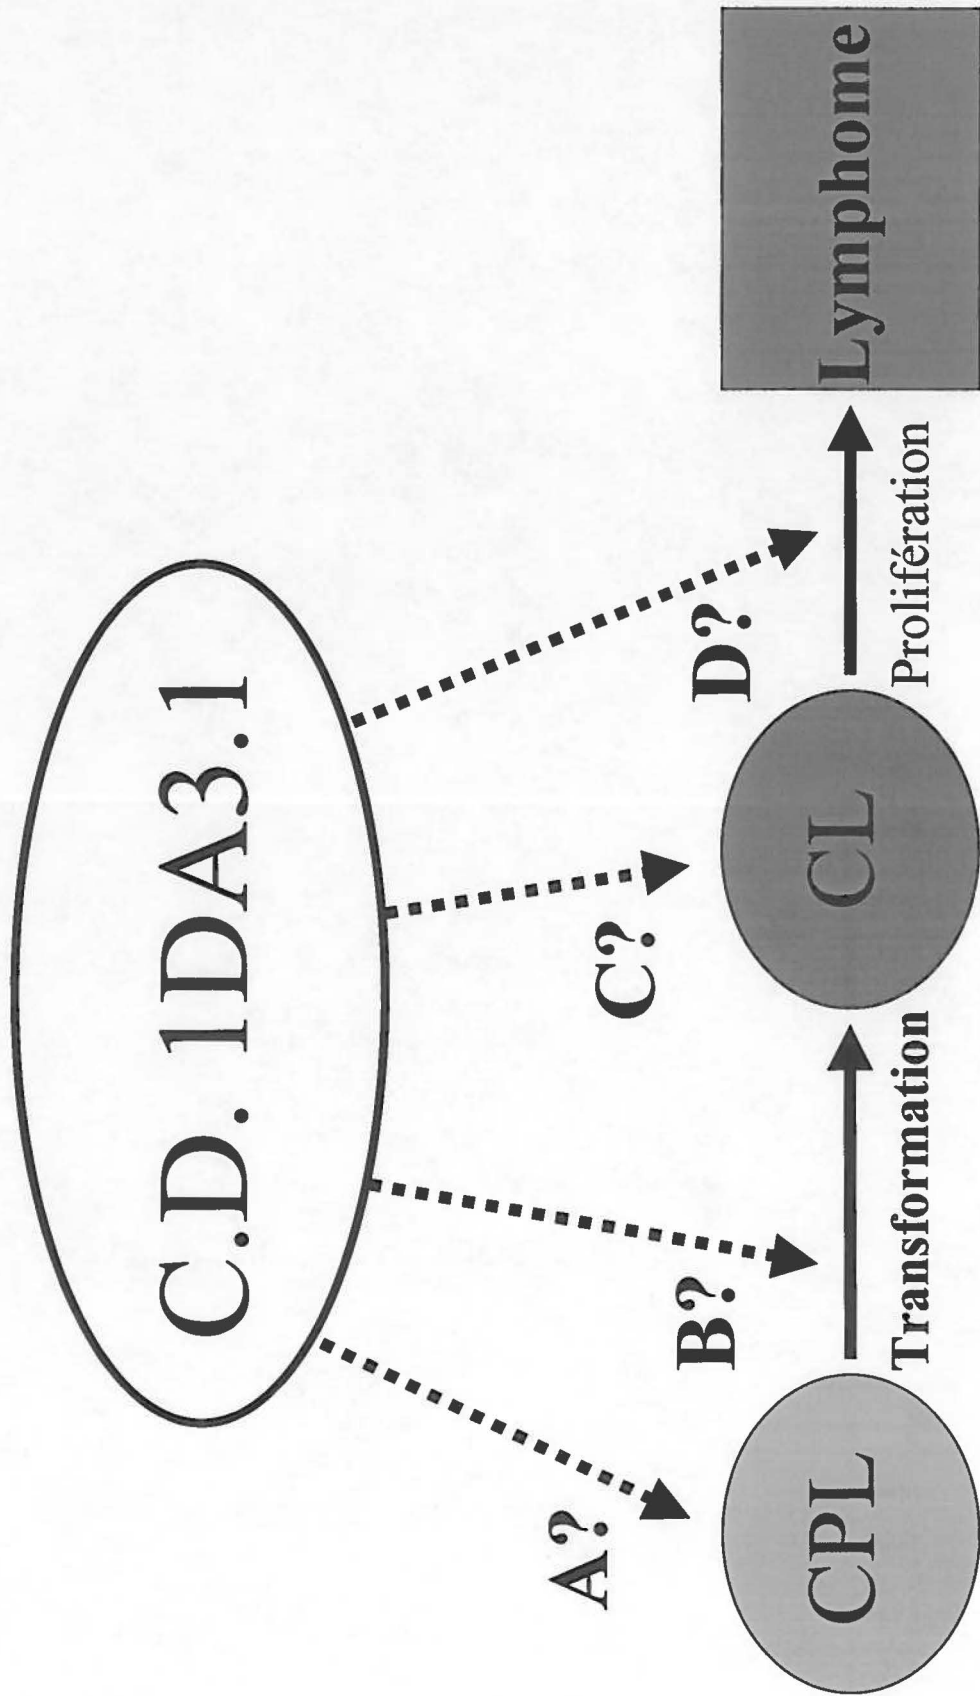 C.D. 1DA3.1
A?
B?
C?
D?
CPL
Transformation
CL
Prolifération
Lymphome